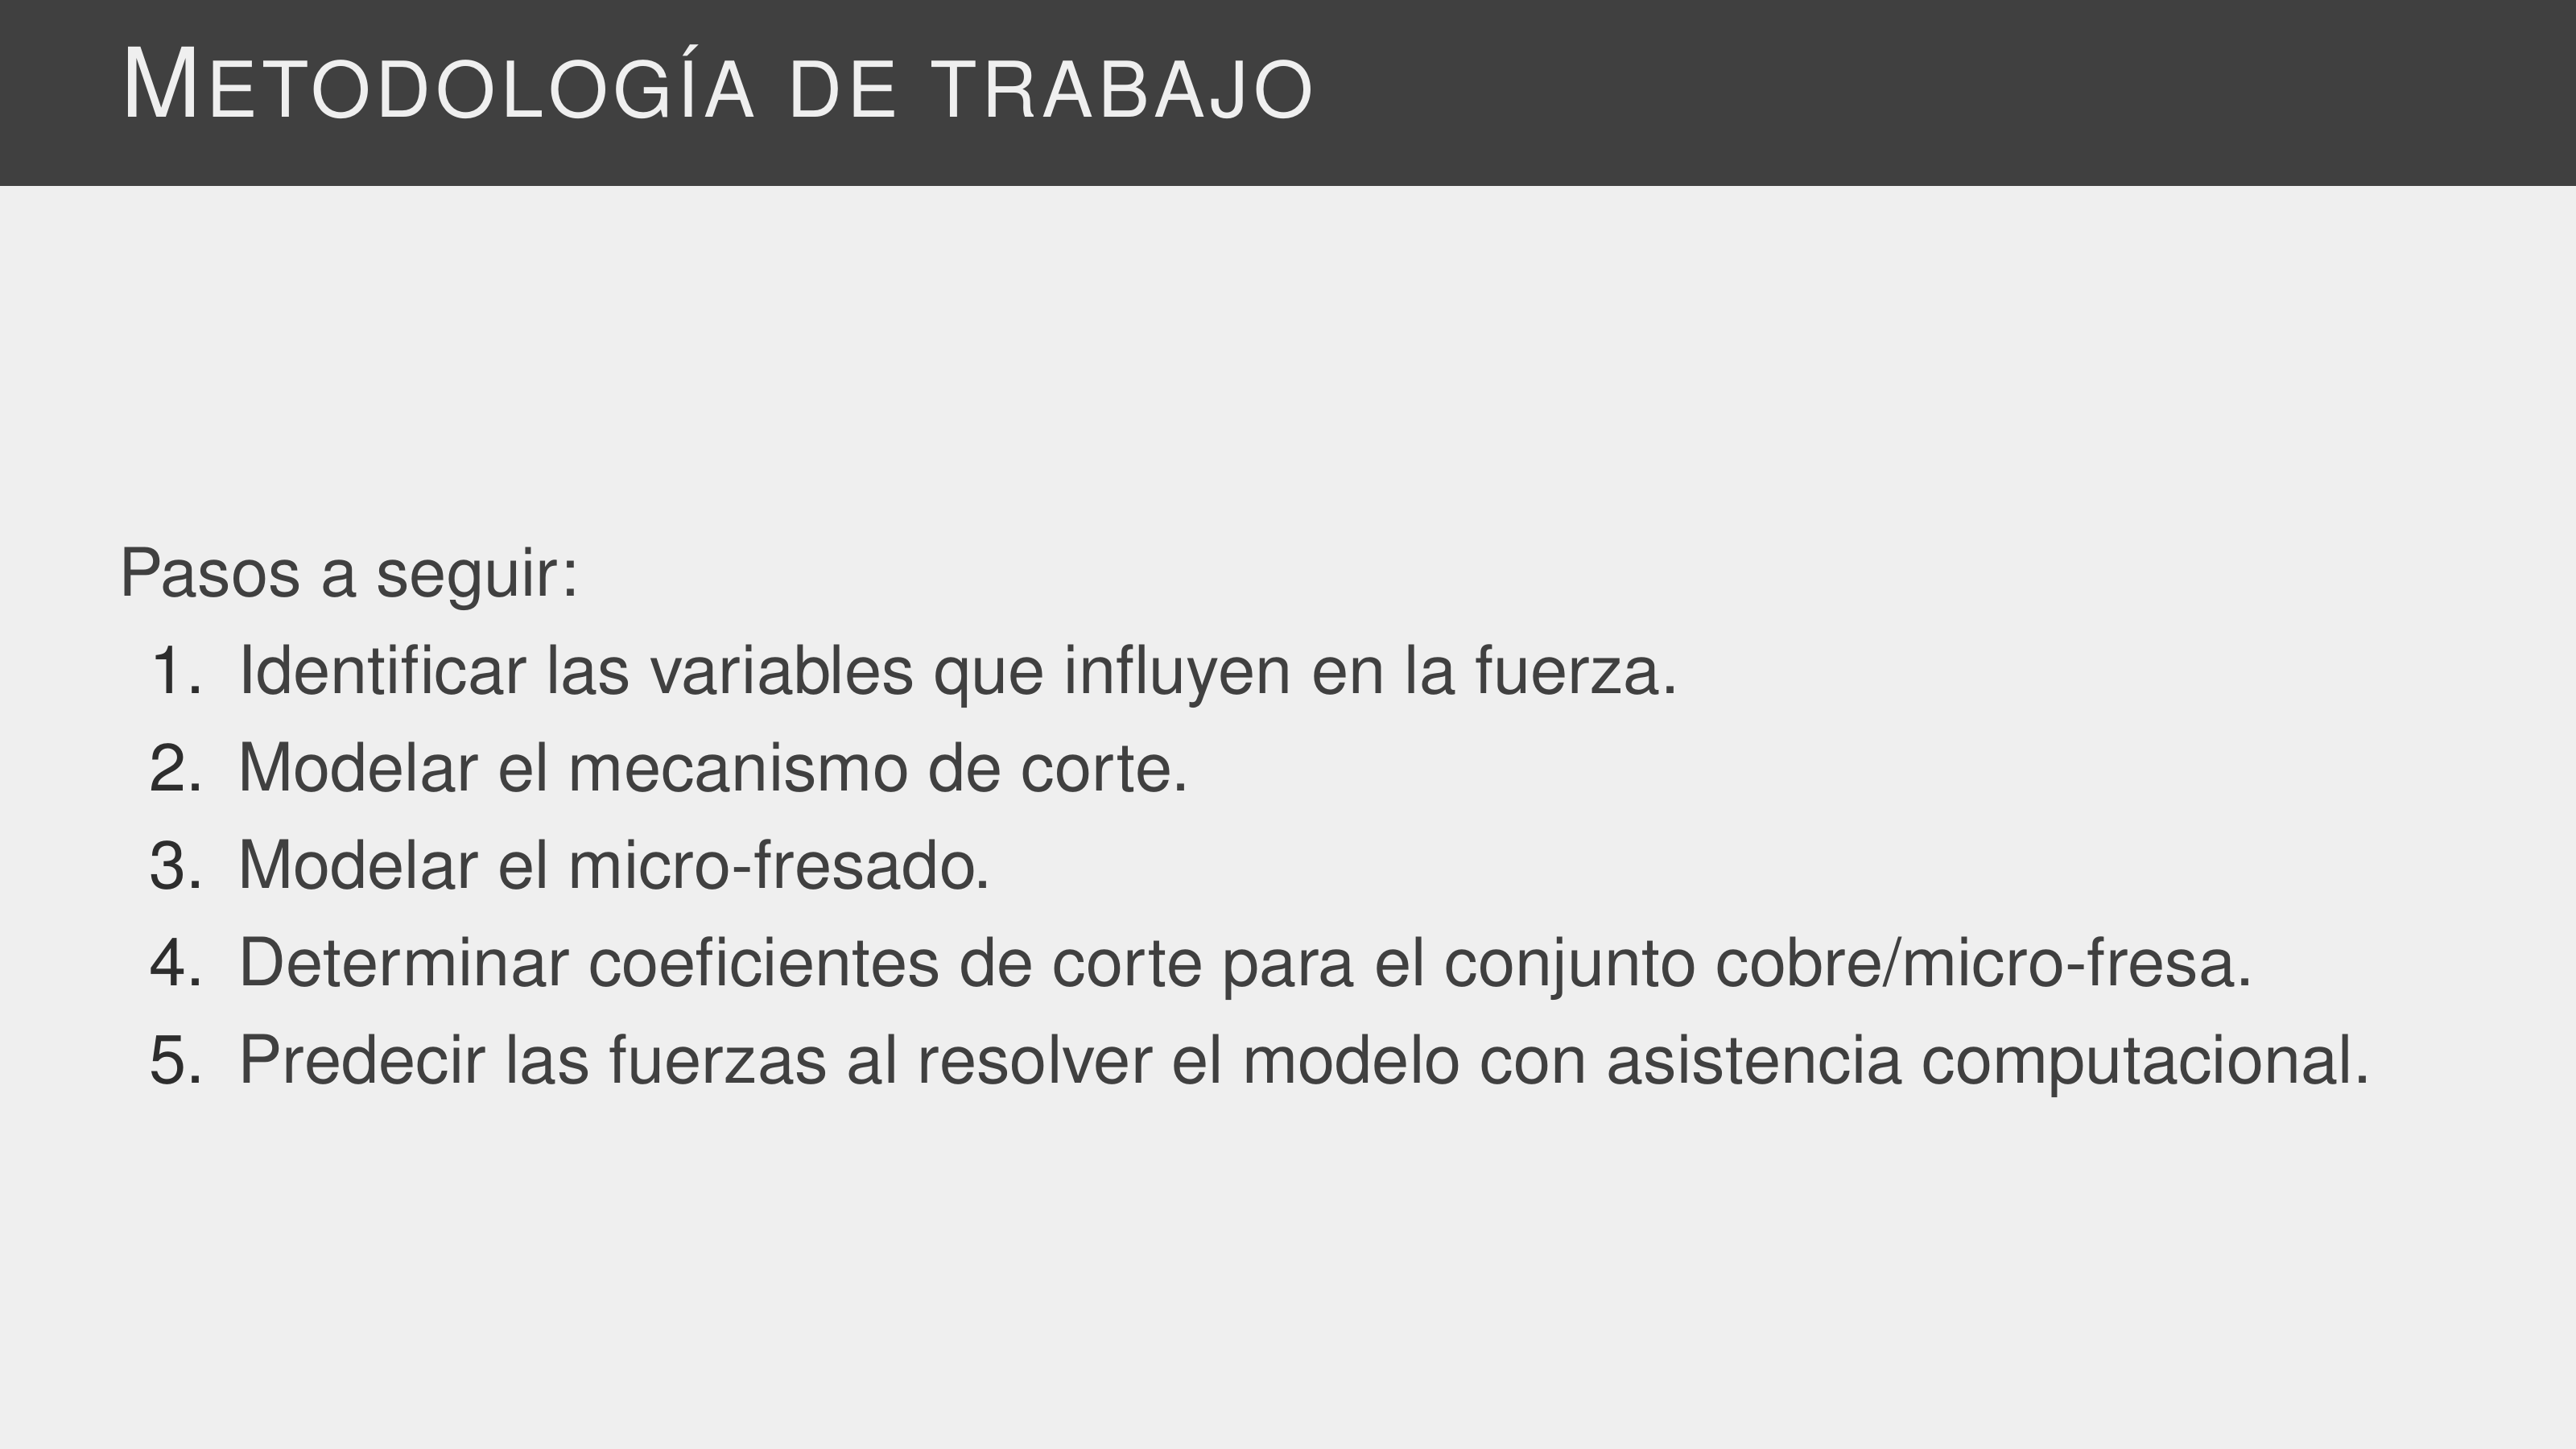 METODOLOGÍA DE TRABAJO
Pasos a seguir:
1. Identificar las variables que influyen en la fuerza.
2. Modelar el mecanismo de corte.
3. Modelar el micro-fresado.
4. Determinar coeficientes de corte para el conjunto cobre/micro-fresa.
5. Predecir las fuerzas al resolver el modelo con asistencia computacional.